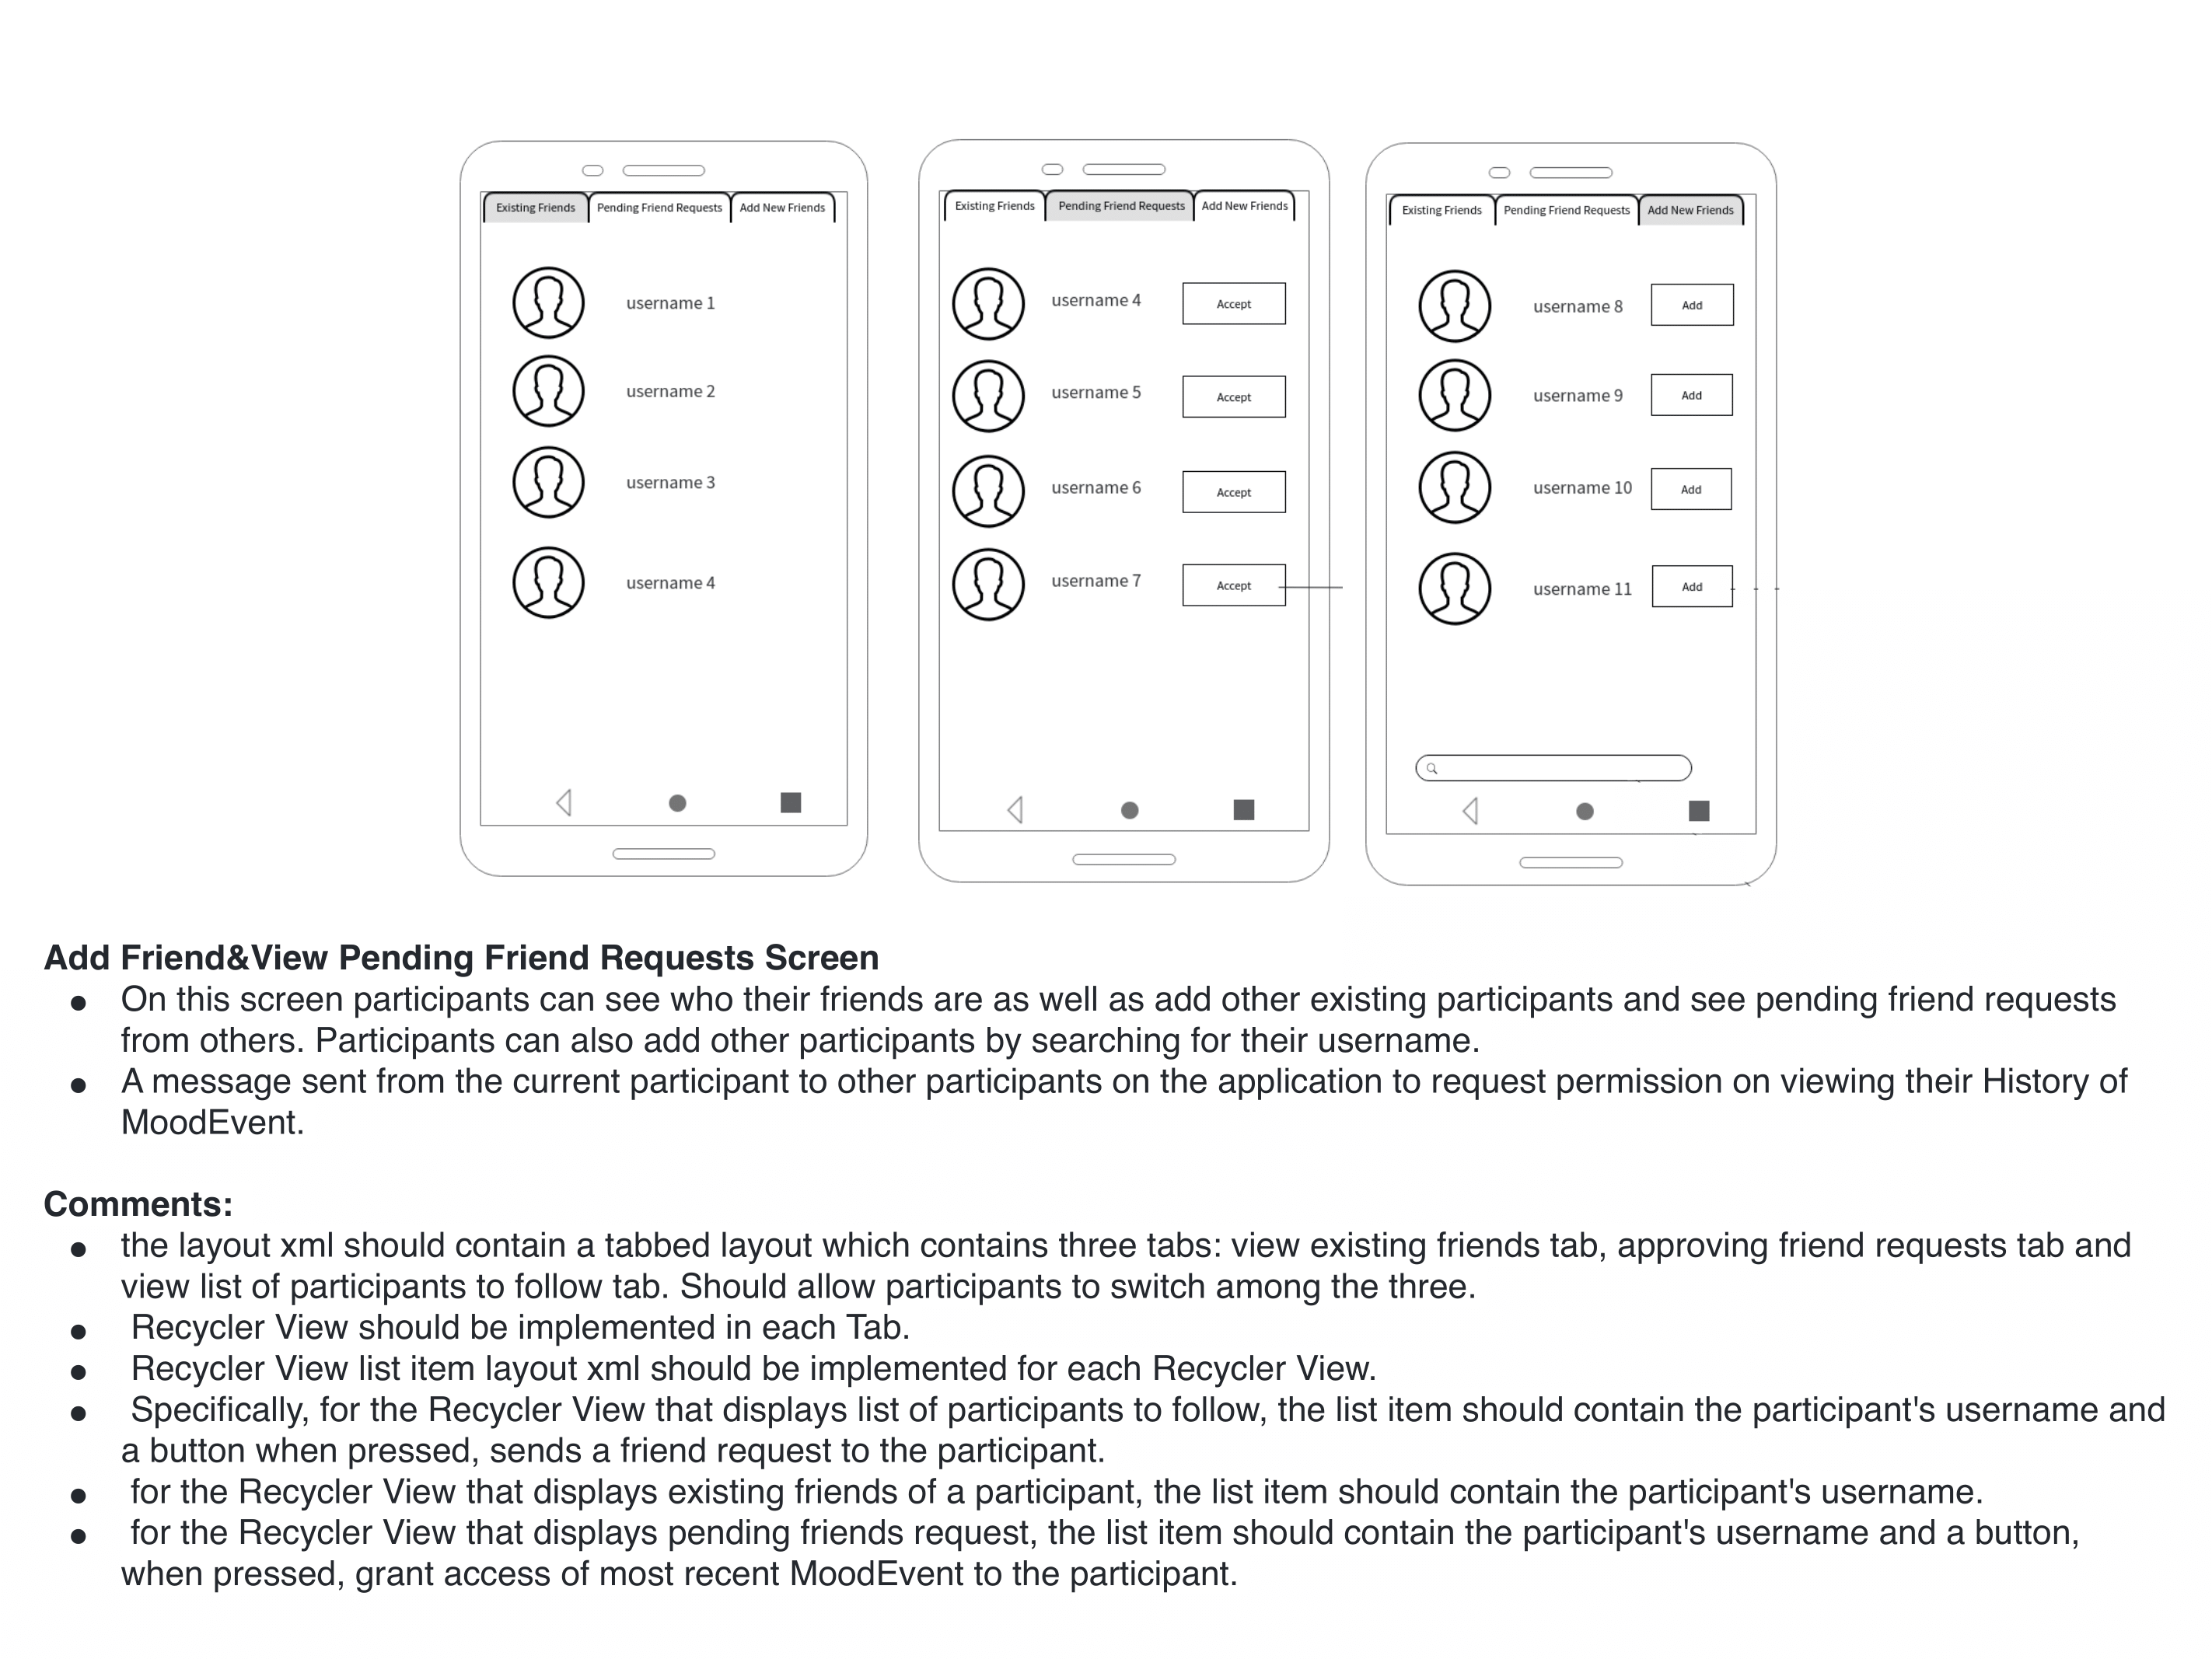 Existing Friends Pending Friend Requests Add New Friends
username 1
username 2
username 3
username 4
Existing Friends Pending Friend Requests Add New Friends
username 4 Accept
username 5 Accept
username 6 Accept
username 7 Accept
Existing Friends Pending Friend Requests Add New Friends
username 8 Add
username 9 Add
username 10 Add
username 11 Add
Add Friend&View Pending Friend Requests Screen
● On this screen participants can see who their friends are as well as add other existing participants and see pending friend requests
from others. Participants can also add other participants by searching for their username.
● A message sent from the current participant to other participants on the application to request permission on viewing their History of
MoodEvent.
Comments:
● the layout xml should contain a tabbed layout which contains three tabs: view existing friends tab, approving friend requests tab and
view list of participants to follow tab. Should allow participants to switch among the three.
● Recycler View should be implemented in each Tab.
● Recycler View list item layout xml should be implemented for each Recycler View.
● Specifically, for the Recycler View that displays list of participants to follow, the list item should contain the participant's username and
a button when pressed, sends a friend request to the participant.
● for the Recycler View that displays existing friends of a participant, the list item should contain the participant's username.
● for the Recycler View that displays pending friends request, the list item should contain the participant's username and a button,
when pressed, grant access of most recent MoodEvent to the participant.